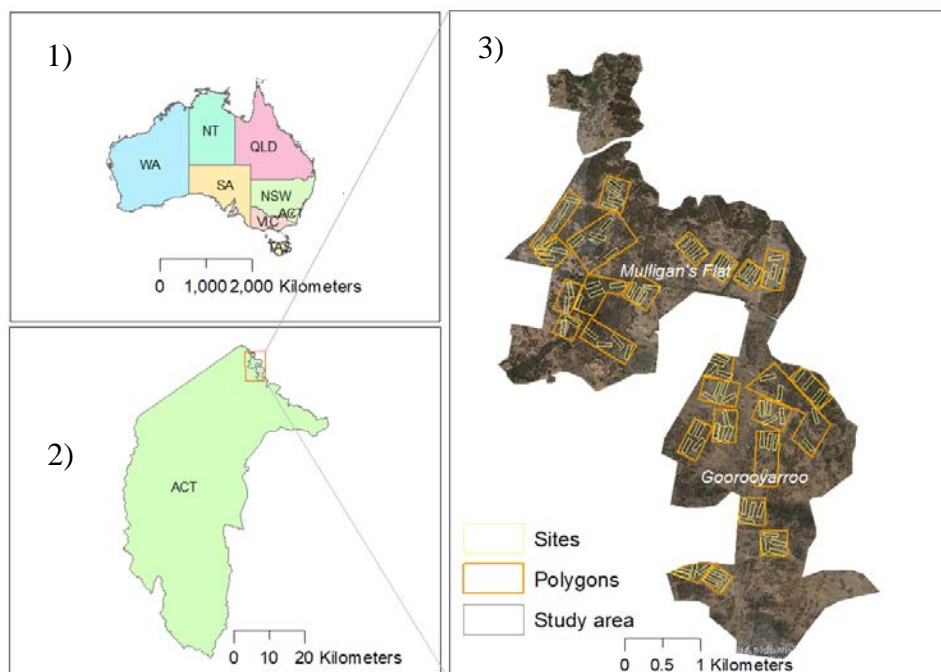 1)
NT
QLD
WA
SA
NSW
ACT
VIC
TAS
0 1,000 2,000 Kilometers
2)
ACT
0 10 20
Kilometers
3)
Mulligan's Flat
Goorooyarroo
Sites
Polygons
Study area
0 0.5 1 Kilometers